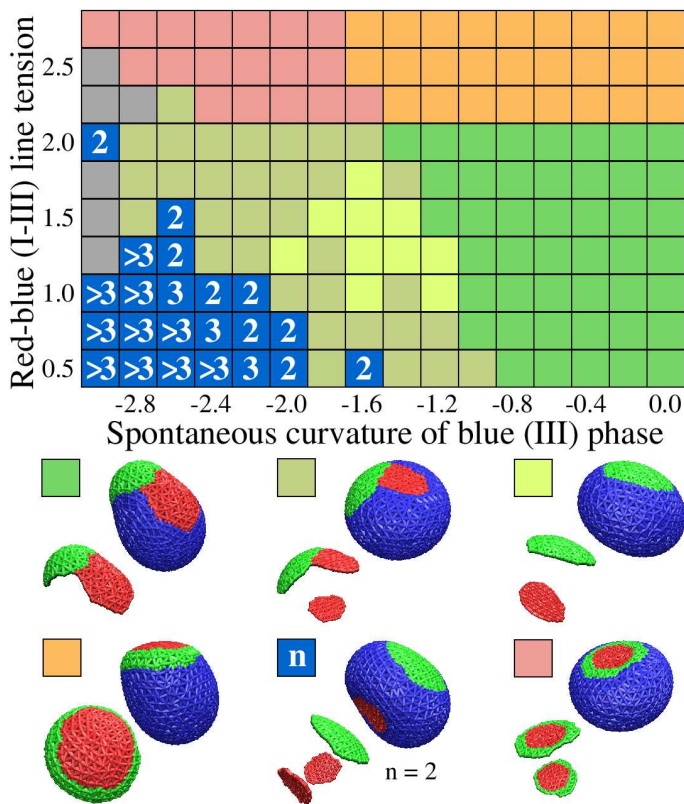 Red-blue (I-III) line tension
2.5
2.0
2
1.5
2
>3 2
1.0
>3 >3 3 2 2
>3 >3 >3 3 2 2
0.5
>3 >3 >3 >3 3 2 2
-2.8 -2.4 -2.0 -1.6 -1.2 -0.8 -0.4 0.0
Spontaneous curvature of blue (III) phase
n
n = 2